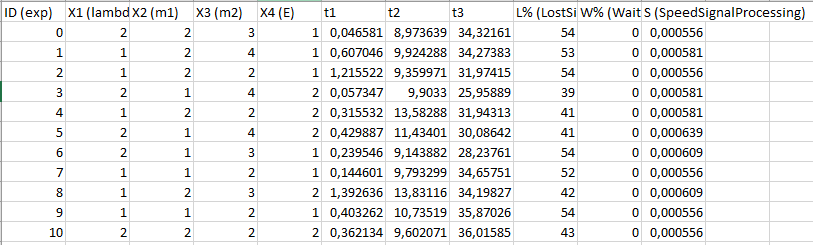 ID (exp) X1 (lambd X2 (m1) X3 (m2) X4 (E) t1 t2 t3 L% (LostSi W% (Wait S (SpeedSignalProcessing)
0 2 2 3 1 0,046581 8,973639 34,32161 54 0 0,000556
1 1 2 4 1 0,607046 9,924288 34,27383 53 0 0,000581
2 1 2 2 1 1,215522 9,359971 31,97415 54 0 0,000556
3 2 1 4 2 0,057347 9,9033 25,95889 39 0 0,000581
4 1 2 2 2 0,315532 13,58288 31,94313 41 0 0,000556
5 2 1 4 2 0,429887 11,43401 30,08642 41 0 0,000639
6 2 1 3 1 0,239546 9,143882 28,23761 54 0 0,000609
7 1 1 2 1 0,144601 9,793299 34,65751 52 0 0,000556
8 1 2 3 2 1,392636 13,83116 34,19827 42 0 0,000609
9 1 1 2 1 0,403262 10,73519 35,87026 54 0 0,000556
10 2 2 2 2 0,362134 9,602071 36,01585 43 0 0,000556